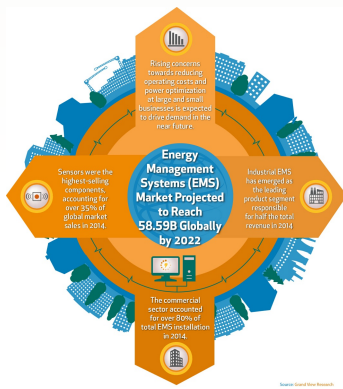 Rising concerns
towards reducing
operating costs and
power optimization
at large and small
businesses is expected
to drive demand in the
near future
Energy
Management
Systems (EMS)
Market Projected
to Reach
58.59B Globally
by 2022
Sensors were the
highest-selling
components,
accounting for
over 35% of
global market
sales in 2014.
Industrial EMS
has emerged as
the leading
product segment
responsible
for half the total
revenue in 2014
The commercial
sector accounted
for over 80% of
total EMS installation
in 2014.
Source: Grand View Research